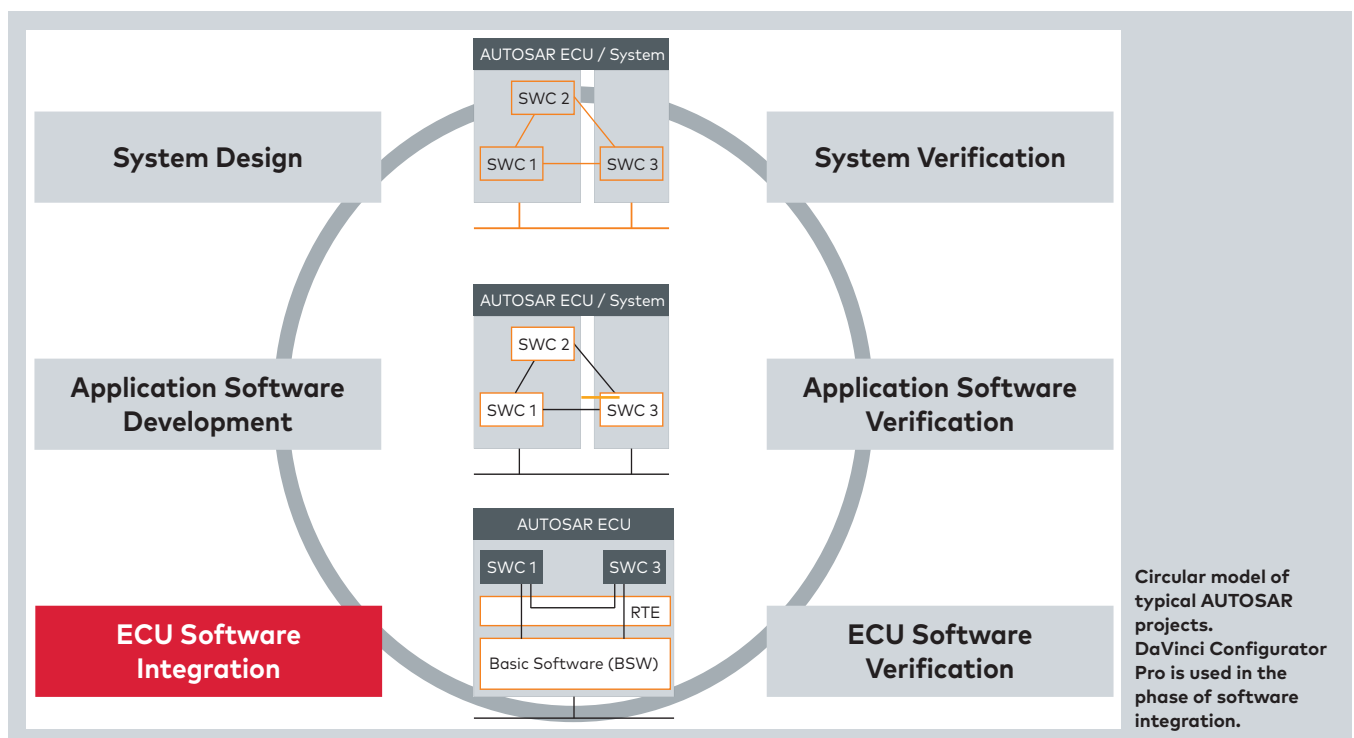 AUTOSAR ECU / System
SWC 2
SWC 1
SWC 3
System Design
System Verification
AUTOSAR ECU / System
SWC 2
SWC 1
SWC 3
Application Software
Development
Application Software
Verification
AUTOSAR ECU
SWC 1
SWC 3
RTE
Basic Software (BSW)
ECU Software
Integration
ECU Software
Verification
Circular model of
typical AUTOSAR
projects.
DaVinci Configurator
Pro is used in the
phase of software
integration.